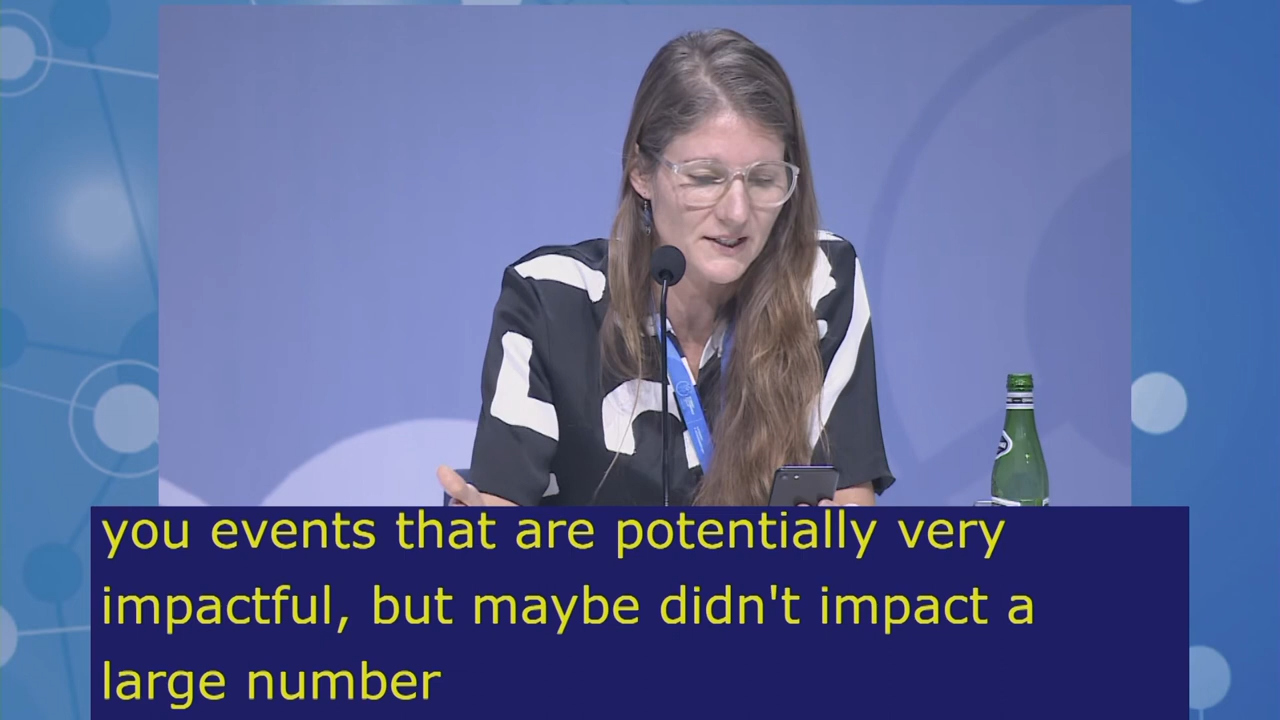 you events that are potentially very
impactful, but maybe didn't impact a
large number